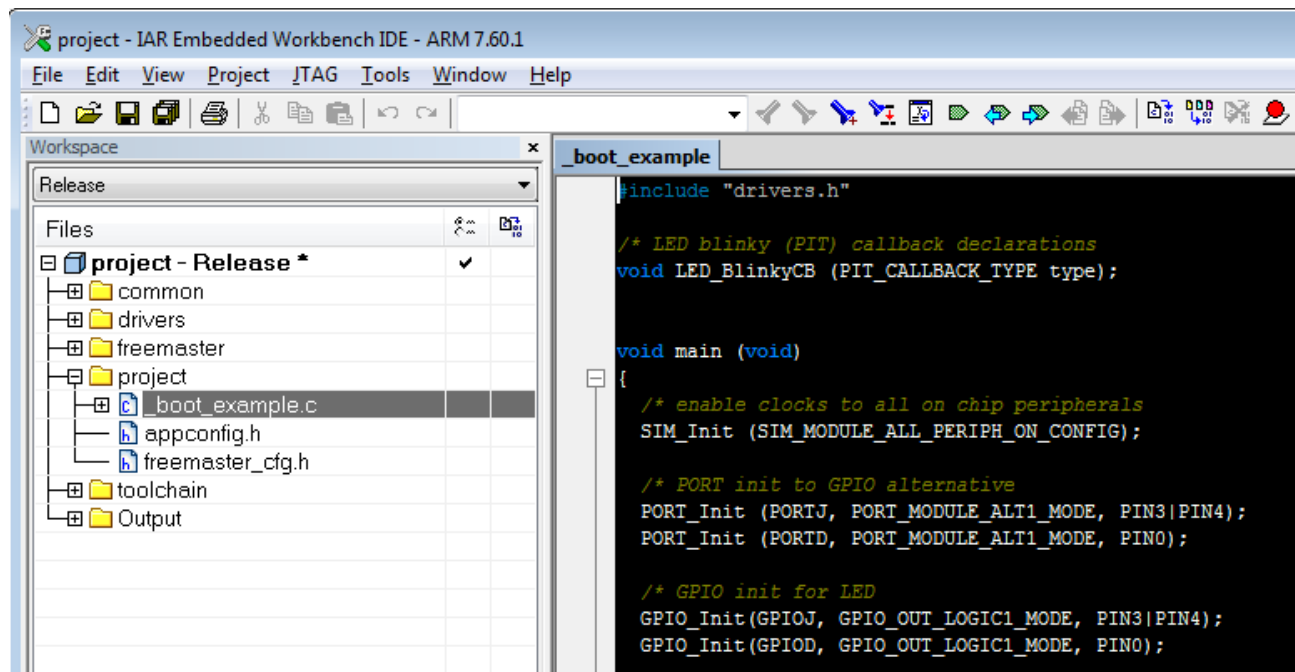 project - IAR Embedded Workbench IDE - ARM 7.60.1
File Edit View Project JTAG Tools Window Help
Workspace x
Release
Files
project - Release *
common
drivers
freemaster
project
_boot_example.c
appconfig.h
freemaster_cfg.h
toolchain
Output
_boot_example
#include "drivers.h"
/* LED blinky (PIT) callback declarations
void LED_BlinkyCB (PIT_CALLBACK_TYPE type);
void main (void)
{
/* enable clocks to all on chip peripherals
SIM_Init (SIM_MODULE_ALL_PERIPH_ON_CONFIG);
/* PORT init to GPIO alternative
PORT_Init (PORTJ, PORT_MODULE_ALT1_MODE, PIN3|PIN4);
PORT_Init (PORTD, PORT_MODULE_ALT1_MODE, PIN0);
/* GPIO init for LED
GPIO_Init(GPIOJ, GPIO_OUT_LOGIC1_MODE, PIN3|PIN4);
GPIO_Init(GPIOD, GPIO_OUT_LOGIC1_MODE, PIN0);